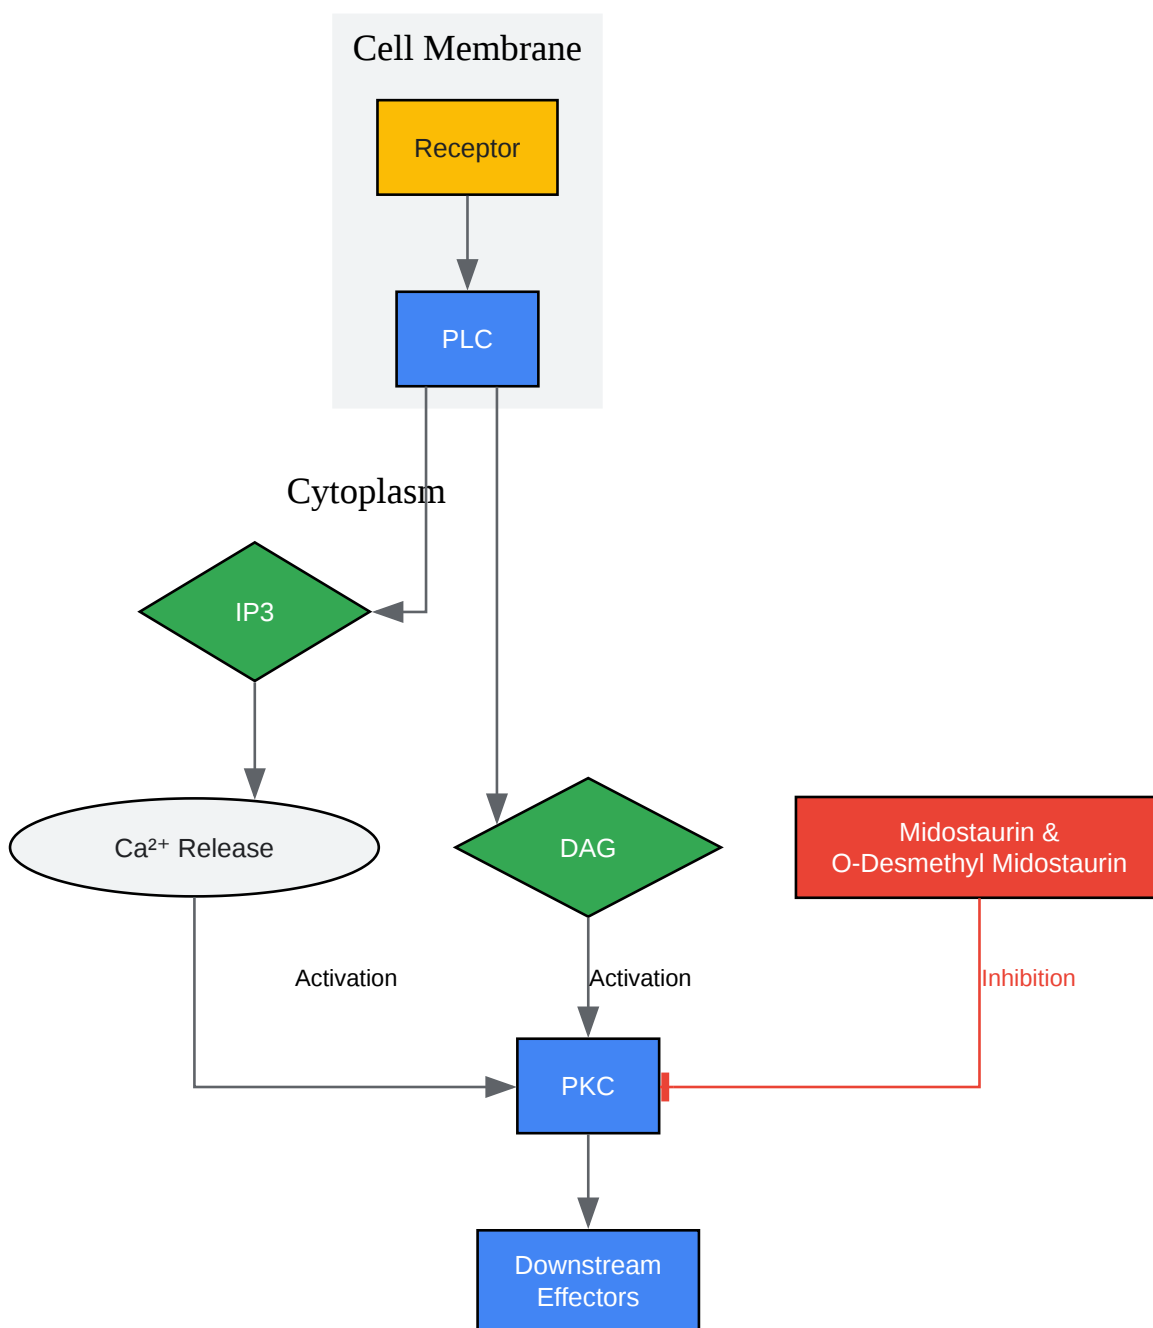 Cell Membrane
Receptor
PLC
Cytoplasm
IP3
Ca²⁺ Release
DAG
Midostaurin &
O-Desmethyl Midostaurin
Activation
Activation
Inhibition
PKC
Downstream
Effectors